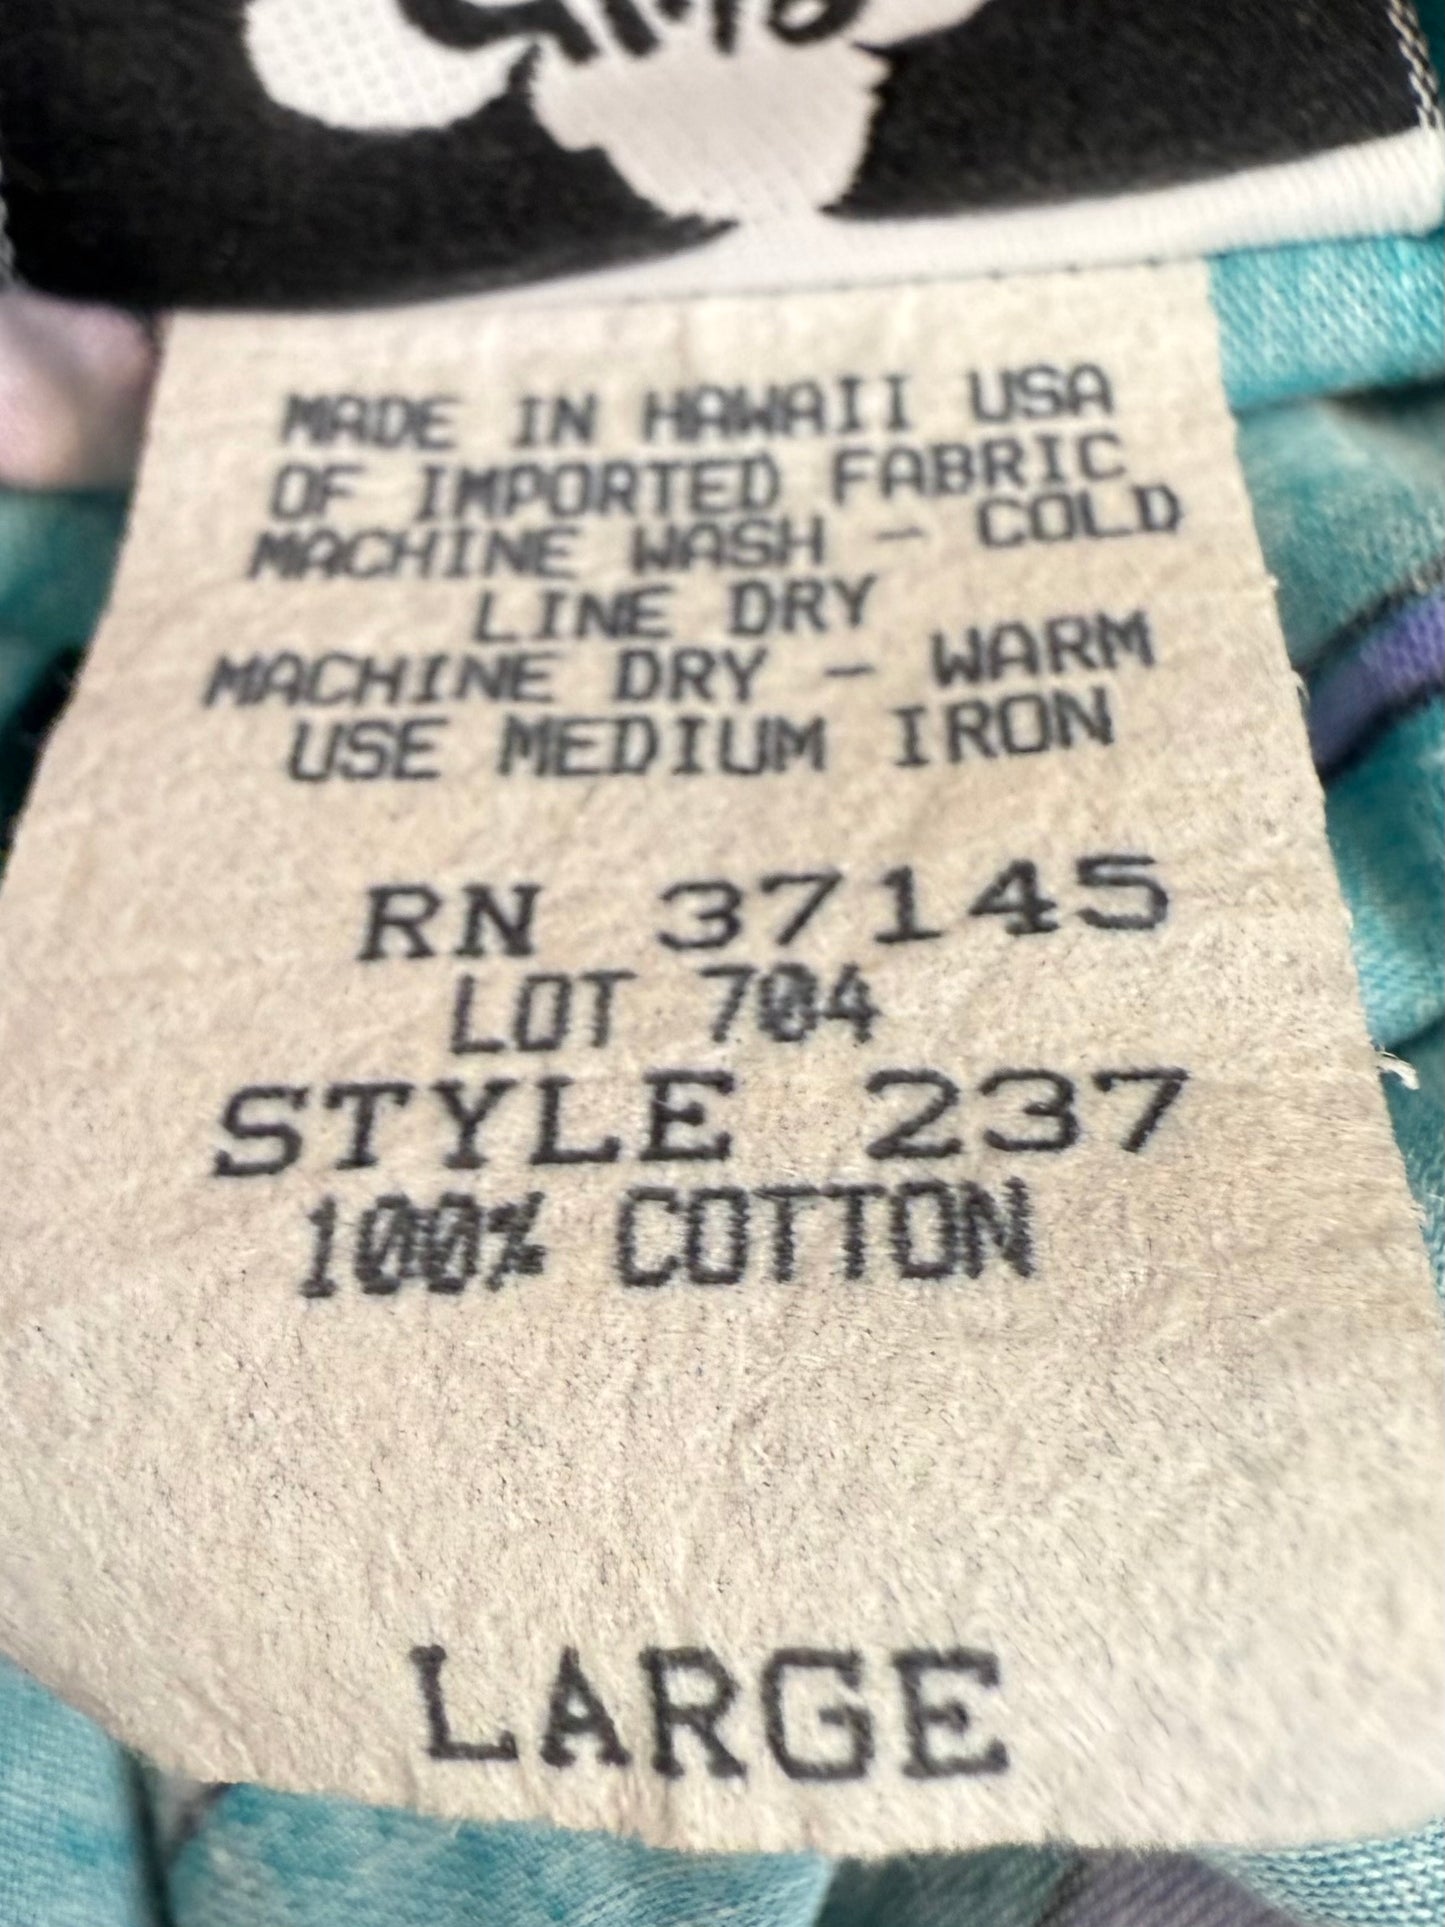 MADE IN HAWAII USA
OF IMPORTED FABRIC
MACHINE WASH - COLD
LINE DRY
MACHINE DRY - WARM
USE MEDIUM IRON
RN 37145
LOT 704
STYLE 237
100% COTTON
LARGE